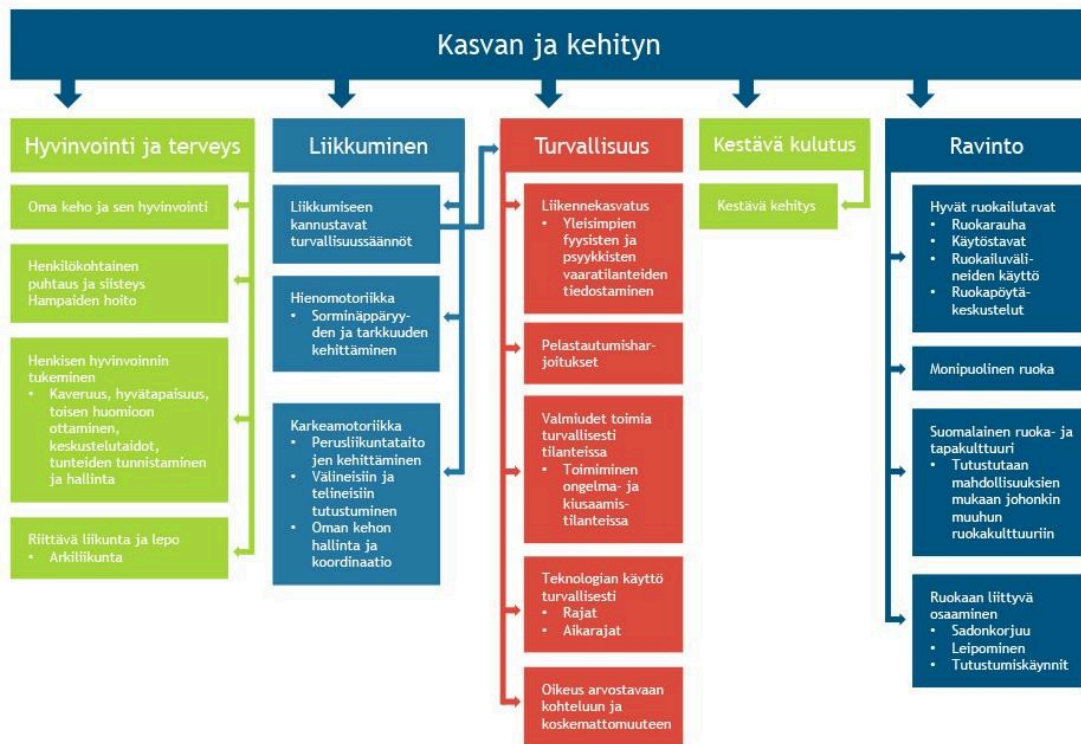 Kasvan ja kehityn
Hyvinvointi ja terveys
Oma keho ja sen hyvinvointi
Henkilökohtainen
puhtaus ja siisteys
Hampaiden hoito
Henkisen hyvinvoinnin
tukeminen
• Kaveruus, hyvätapaisuus,
toisen huomioon
ottaminen,
keskustelutaidot,
tunteiden tunnistaminen
ja hallinta
Riittävä liikunta ja lepo
• Arkiliikunta
Liikkuminen
Liikkumiseen
kannustavat
turvallisuussäännöt
Hienomotoriikka
• Sorminäppäryy-
den ja tarkkuuden
kehittäminen
Karkeamotoriikka
• Perusliikuntataito
jen kehittäminen
• Välineisiin ja
telineisiin
tutustuminen
• Oman kehon
hallinta ja
koordinaatio
Turvallisuus
Liikennekasvatus
• Yleisimpien
fyysisten ja
psyykkisten
vaaratilanteiden
tiedostaminen
Pelastautumishar-
joitukset
Valmiudet toimia
turvallisesti
tilanteissa
• Toimiminen
ongelma- ja
kiusaamis-
tilanteissa
Teknologian käyttö
turvallisesti
• Rajat
• Aikarajat
Oikeus arvostavaan
kohteluun ja
koskemattomuuteen
Kestävä kulutus
Kestävä kehitys
Ravinto
Hyvät ruokailutavat
• Ruokarauha
• Käytöstavat
• Ruokailuväli-
neiden käyttö
• Ruokapöytä-
keskustelut
Monipuolinen ruoka
Suomalainen ruoka- ja
tapakulttuuri
• Tutustutaan
mahdollisuuksien
mukaan johonkin
muuhun
ruokakulttuuriin
Ruokaan liittyvä
osaaminen
• Sadonkorjuu
• Leipominen
• Tutustumiskäynnit